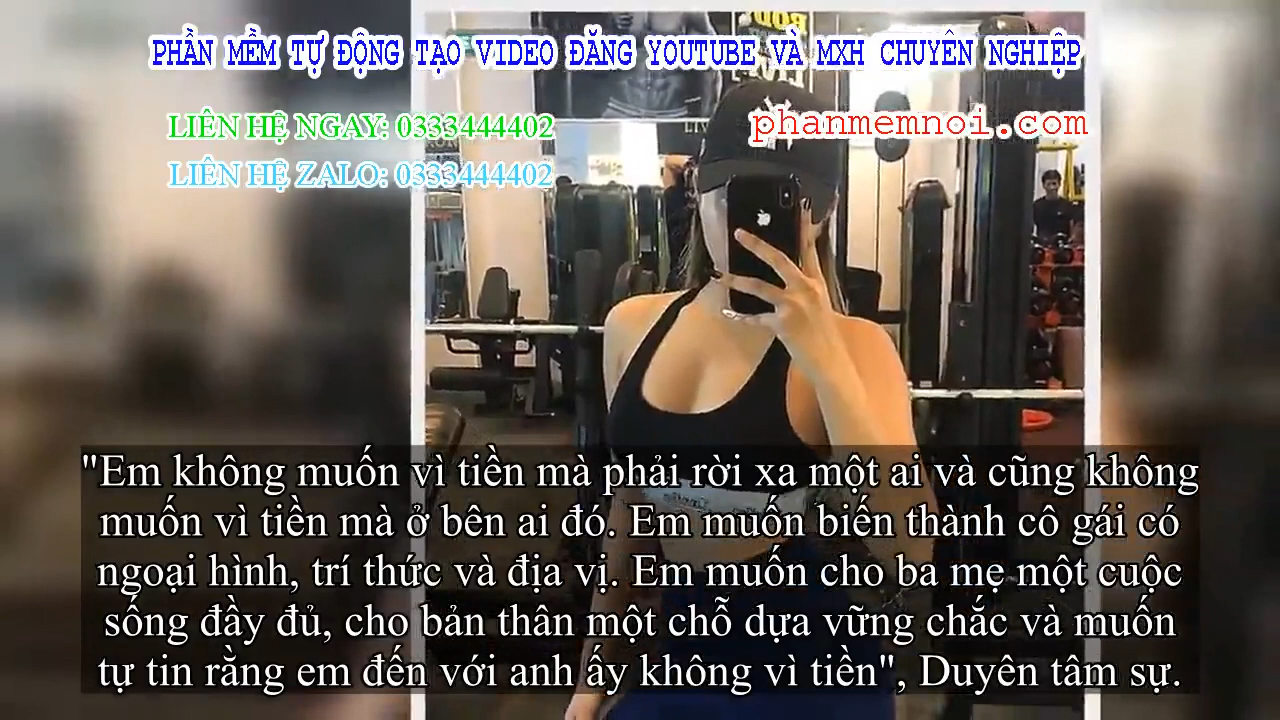 PHẦN MỀM TỰ ĐỘNG TẠO VIDEO ĐĂNG YOUTUBE VÀ MXH CHUYÊN NGHIỆP
LIÊN HỆ NGAY: 0333444402
phanmemnoi.com
LIÊN HỆ ZALO: 0333444402
"Em không muốn vì tiền mà phải rời xa một ai và cũng không
muốn vì tiền mà ở bên ai đó. Em muốn biến thành cô gái có
ngoại hình, trí thức và địa vị. Em muốn cho ba mẹ một cuộc
sống đầy đủ, cho bản thân một chỗ dựa vững chắc và muốn
tự tin rằng em đến với anh ấy không vì tiền", Duyên tâm sự.